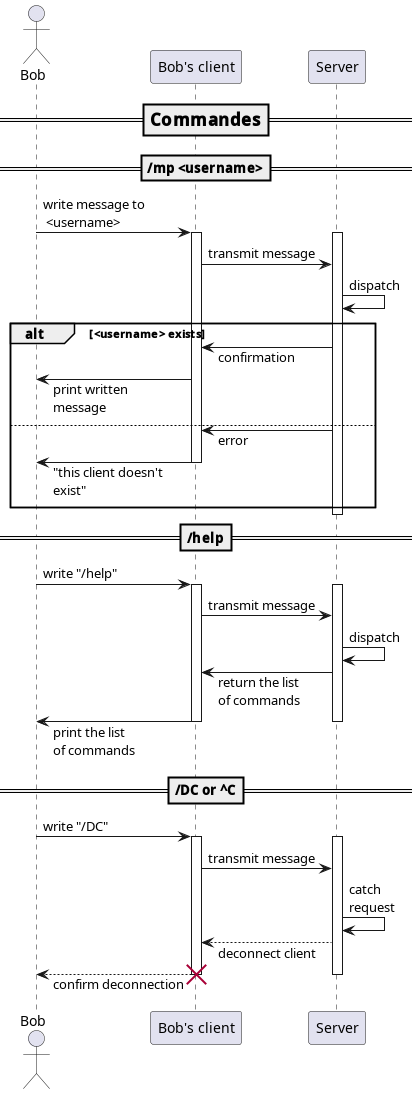 Bob
Bob's client
Server
Commandes
/mp <username>
write message to
<username>
transmit message
dispatch
alt
[<username> exists]
confirmation
print written
message
error
"this client doesn't
exist"
/help
write "/help"
transmit message
dispatch
return the list
of commands
print the list
of commands
/DC or ^C
write "/DC"
transmit message
catch
request
deconnect client
confirm deconnection
Bob
Bob's client
Server